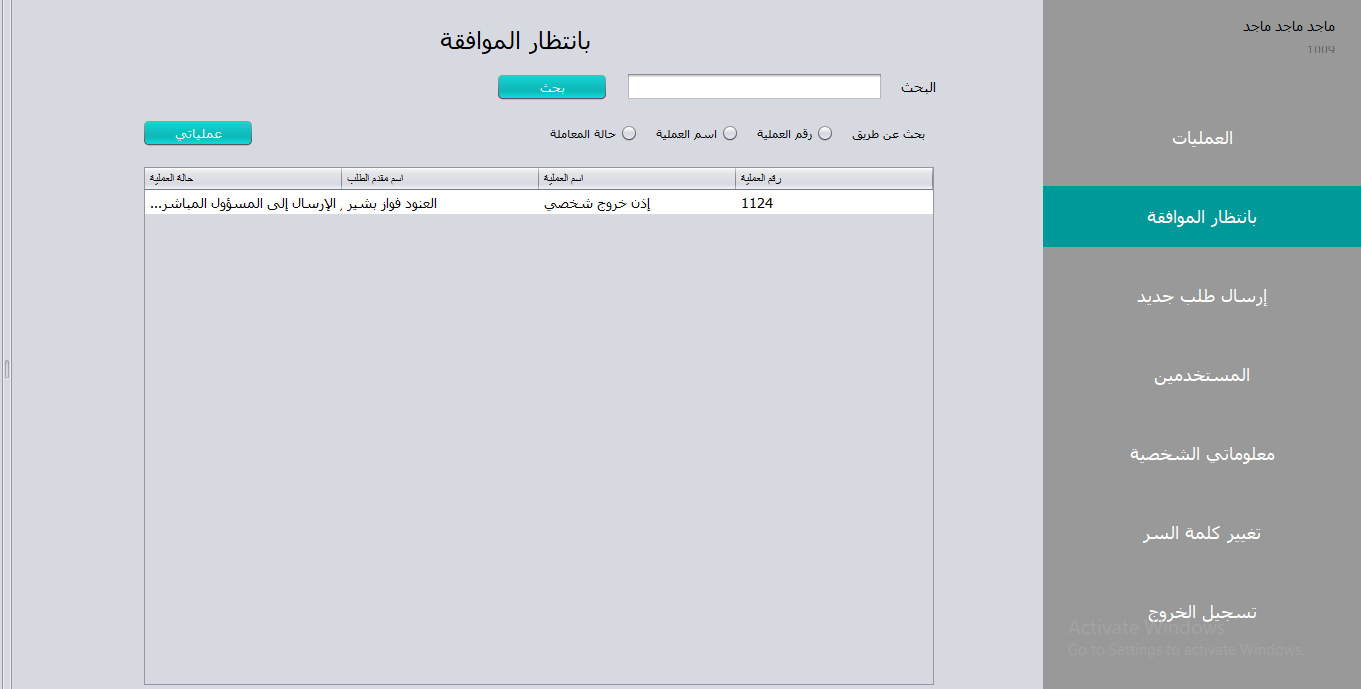 ماجد ماجد ماجد
1009
العمليات
بانتظار الموافقة
إرسال طلب جديد
المستخدمين
معلوماتي الشخصية
تغيير كلمة السر
تسجيل الخروج
Activate Windows
Go to Settings to activate Windows.
بانتظار الموافقة
البحث بحث
بحث عن طريق رقم العملية اسم العملية حالة المعاملة عملياتي
رقم العملية اسم العملية اسم مقدم الطلب حالة العملية
1124 إذن خروج شخصي العنود فواز بشير الإرسال إلى المسؤول المباشر...